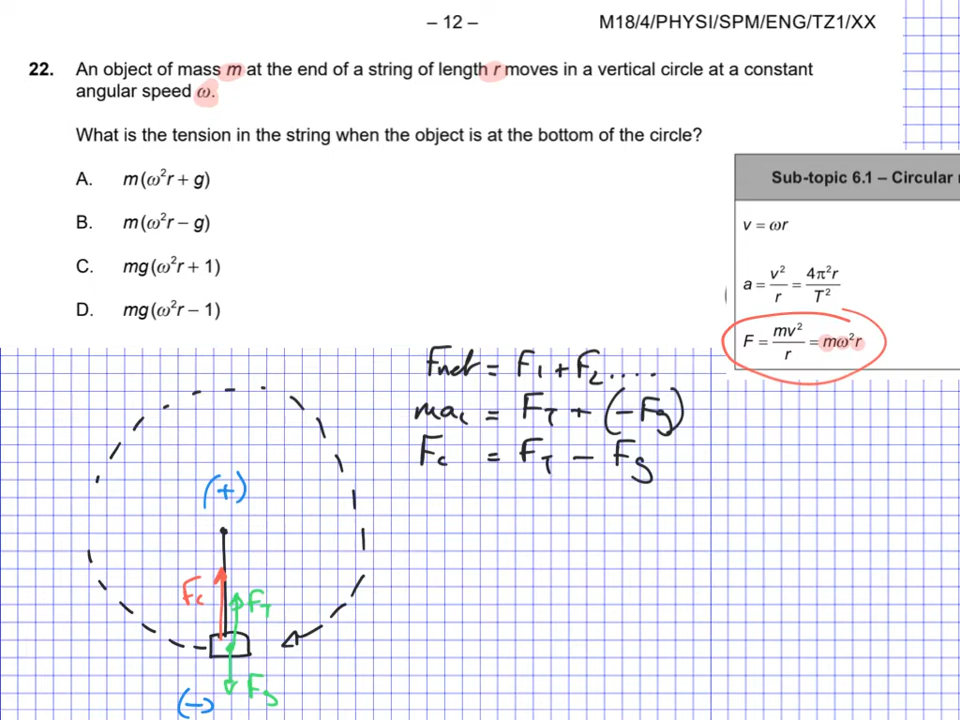 – 12 –
M18/4/PHYSI/SPM/ENG/TZ1/XX
22. An object of mass m at the end of a string of length r moves in a vertical circle at a constant
angular speed ω.
What is the tension in the string when the object is at the bottom of the circle?
A. m(ω²r + g)
B. m(ω²r – g)
C. mg(ω²r + 1)
D. mg(ω²r – 1)
Sub-topic 6.1 – Circular
v = ωr
a = v²/r = 4π²r/T²
F = mv²/r = mω²r
Fnet = F₁ + F₂ ....
mac = FT + (-Fg)
Fc = FT - Fg
(+)
Fc
FT
Fg
(-)